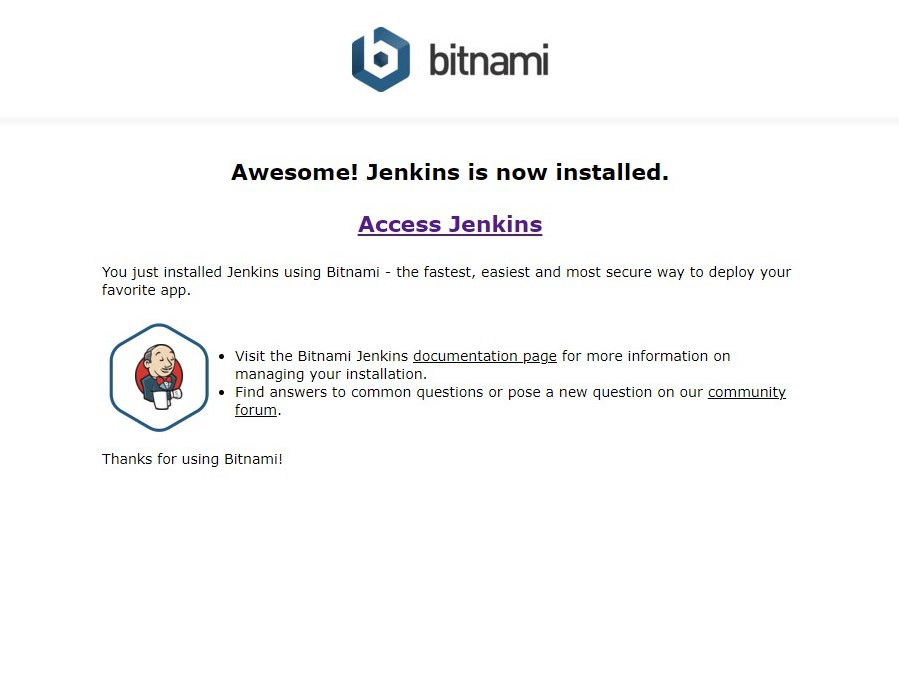 bitnami
Awesome! Jenkins is now installed.
Access Jenkins
You just installed Jenkins using Bitnami - the fastest, easiest and most secure way to deploy your
favorite app.
Visit the Bitnami Jenkins documentation page for more information on
managing your installation.
Find answers to common questions or pose a new question on our community
forum.
Thanks for using Bitnami!